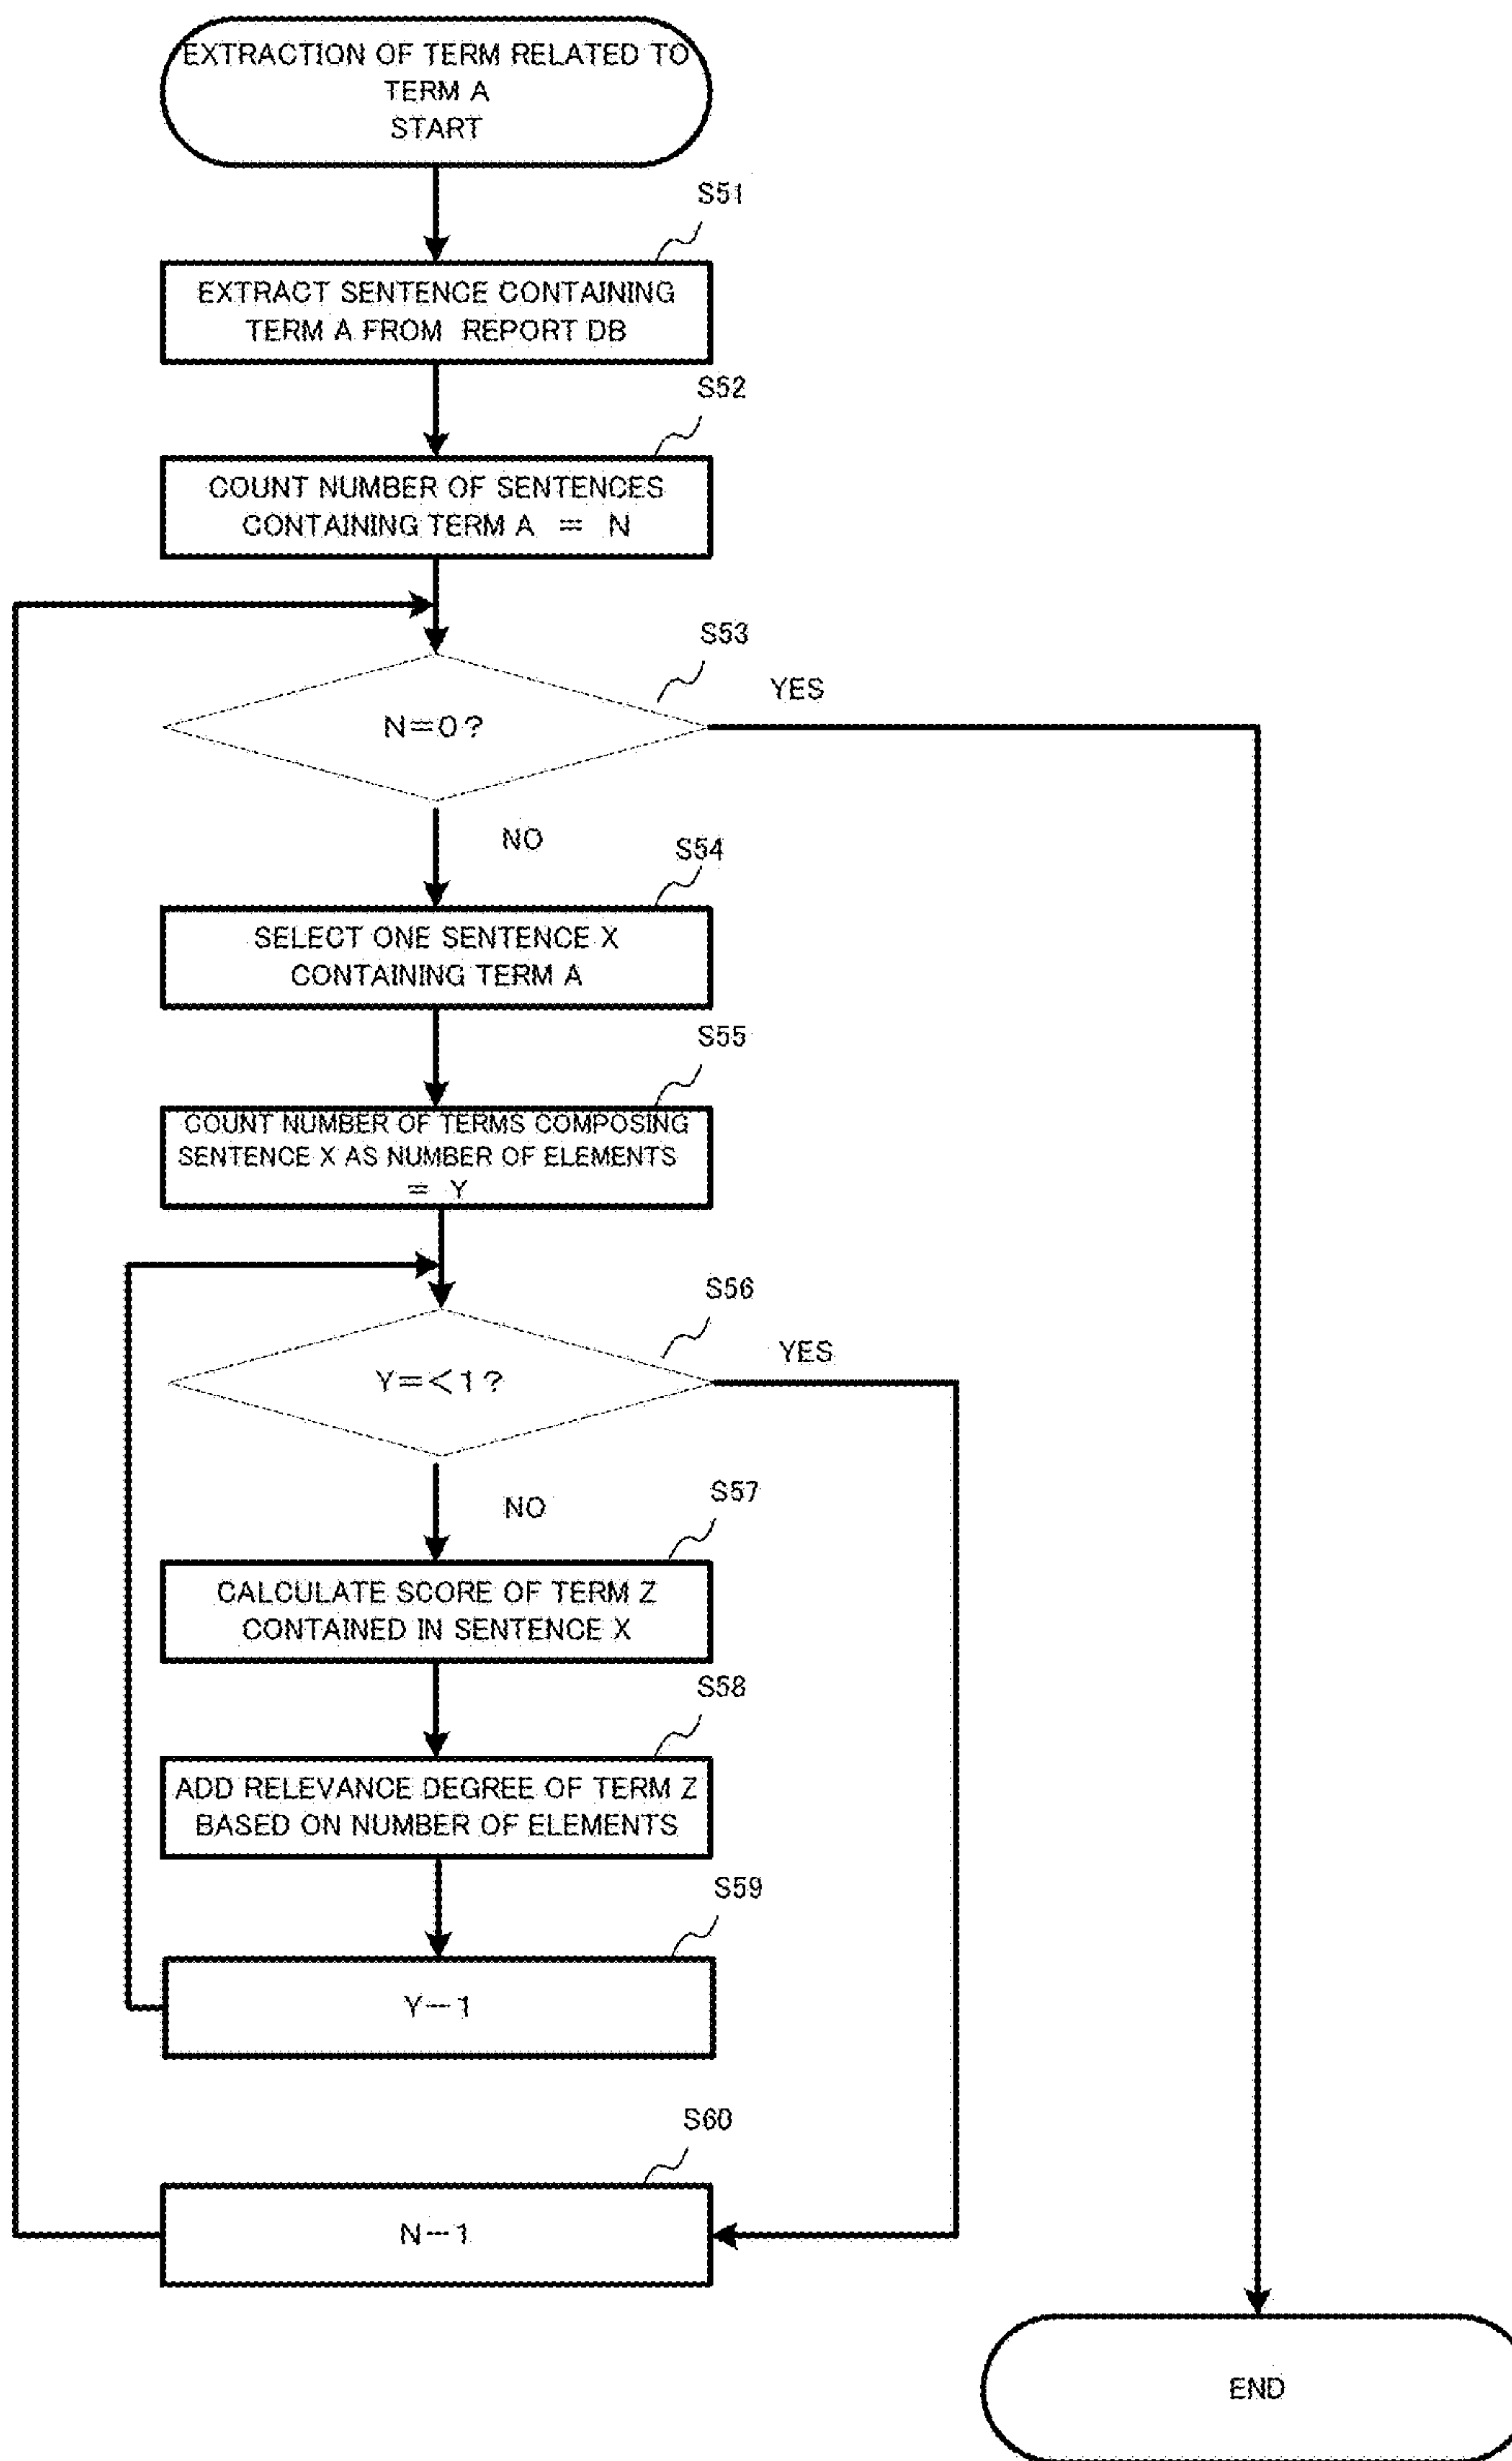 EXTRACTION OF TERM RELATED TO
TERM A
START
S51
EXTRACT SENTENCE CONTAINING
TERM A FROM REPORT DB
S52
COUNT NUMBER OF SENTENCES
CONTAINING TERM A = N
S53
N=0?
YES
NO
S54
SELECT ONE SENTENCE X
CONTAINING TERM A
S55
COUNT NUMBER OF TERMS COMPOSING
SENTENCE X AS NUMBER OF ELEMENTS
= Y
S56
Y=<1?
YES
NO
S57
CALCULATE SCORE OF TERM Z
CONTAINED IN SENTENCE X
S58
ADD RELEVANCE DEGREE OF TERM Z
BASED ON NUMBER OF ELEMENTS
S59
Y-1
S60
N-1
END